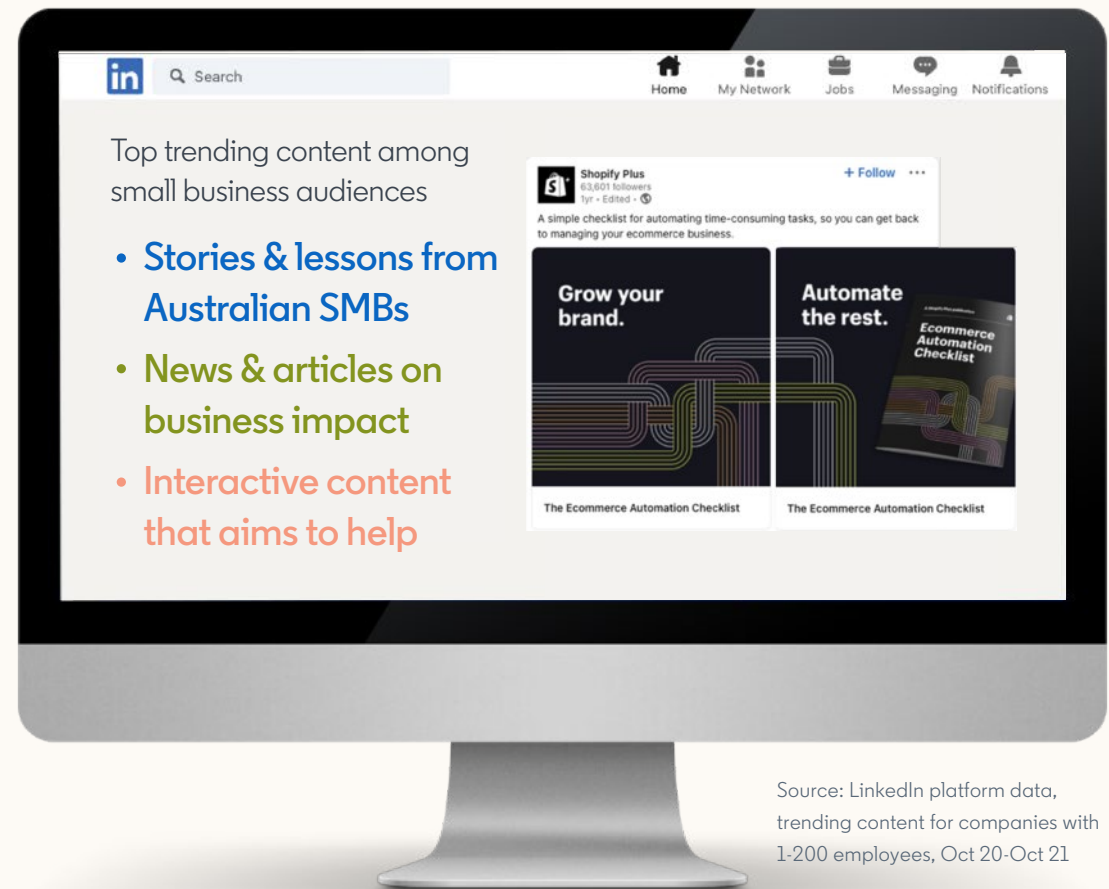 in
Search
Home
My Network
Jobs
Messaging
Notifications
Top trending content among
small business audiences
• Stories & lessons from
Australian SMBs
• News & articles on
business impact
• Interactive content
that aims to help
Shopify Plus
63,601 followers
1yr • Edited •
+ Follow •••
A simple checklist for automating time-consuming tasks, so you can get back
to managing your ecommerce business.
Grow your
brand.
The Ecommerce Automation Checklist
Automate
the rest.
A Shopify Plus publication
Ecommerce
Automation
Checklist
The Ecommerce Automation Checklist
Source: LinkedIn platform data,
trending content for companies with
1-200 employees, Oct 20-Oct 21